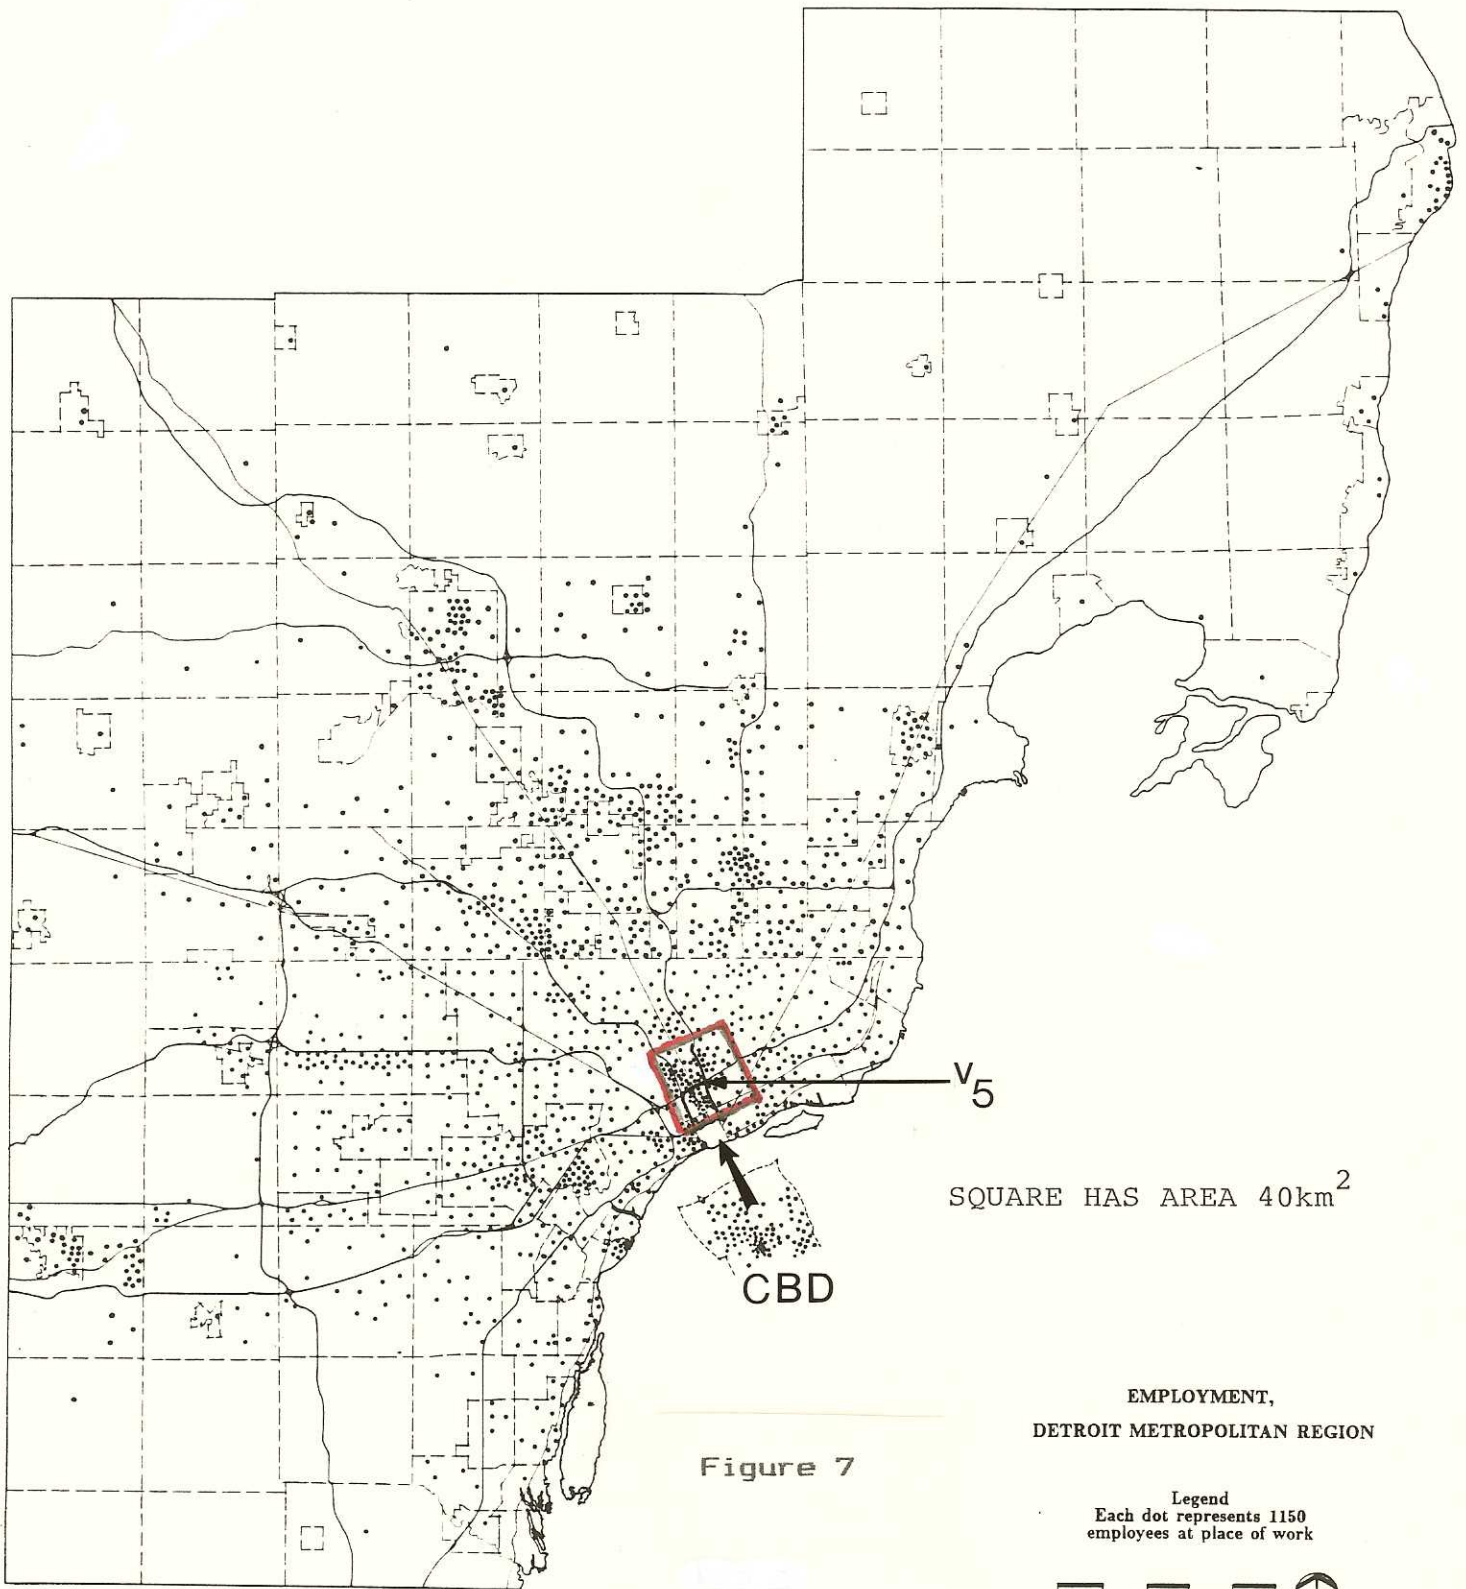 V5
SQUARE HAS AREA 40km2
CBD
EMPLOYMENT,
DETROIT METROPOLITAN REGION
Figure 7
Legend
Each dot represents 1150
employees at place of work